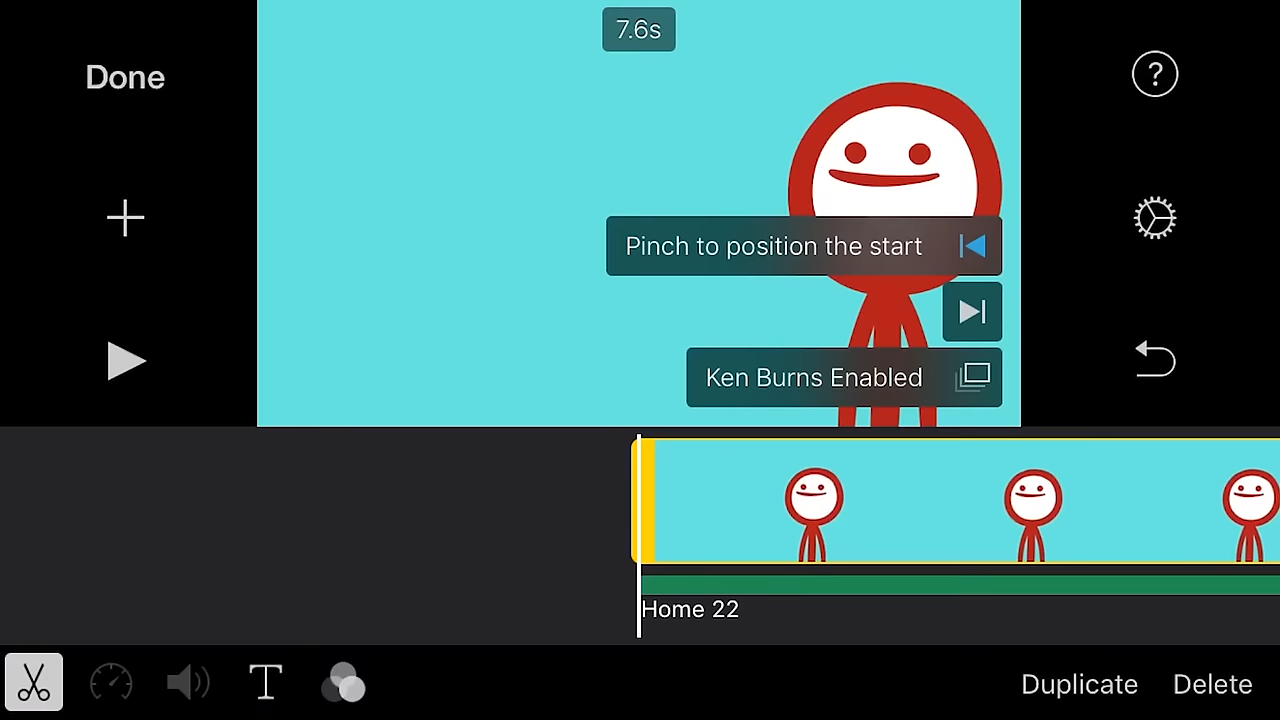 7.6s
Done
?
Pinch to position the start
Ken Burns Enabled
Home 22
T
Duplicate
Delete